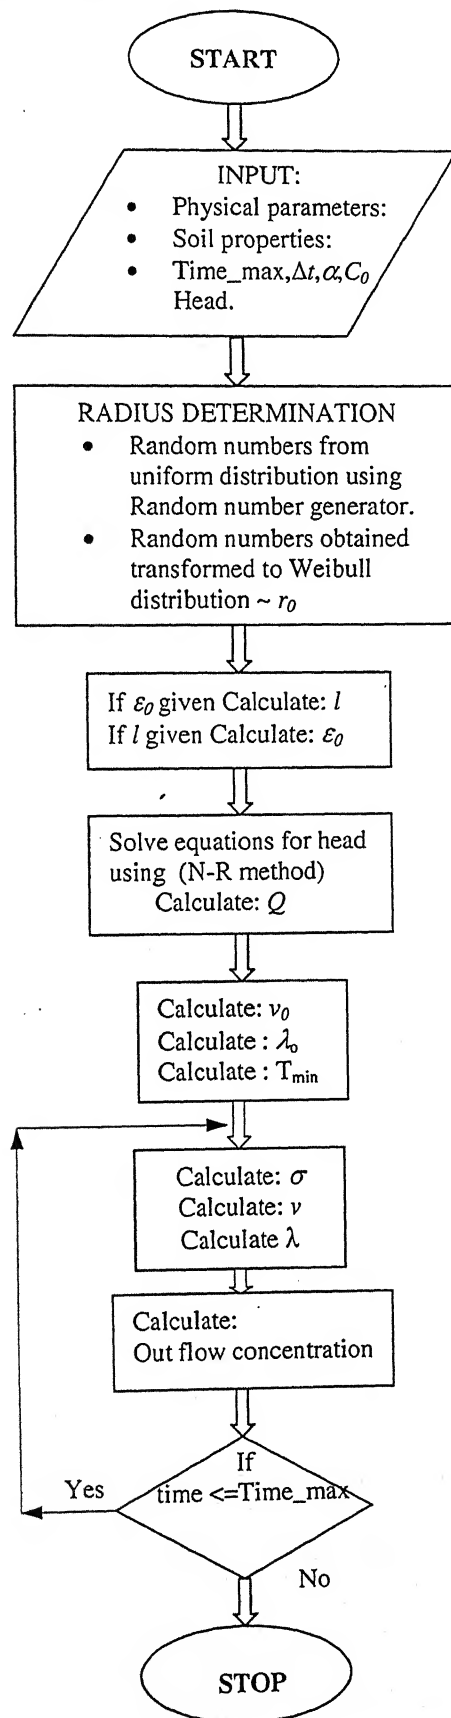 START
INPUT:
• Physical parameters:
• Soil properties:
• Time_max,Δt,α,C₀
Head.
RADIUS DETERMINATION
• Random numbers from
uniform distribution using
Random number generator.
• Random numbers obtained
transformed to Weibull
distribution ~ r₀
If ε₀ given Calculate: l
If l given Calculate: ε₀
Solve equations for head
using (N-R method)
Calculate: Q
Calculate: v₀
Calculate : λₒ
Calculate : Tmin
Calculate: σ
Calculate: v
Calculate λ
Calculate:
Out flow concentration
If
Yes
time <=Time_max
No
STOP